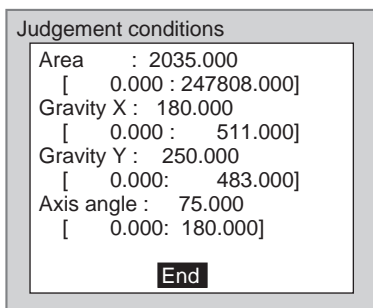 Judgement conditions
Area : 2035.000
[ 0.000 : 247808.000]
Gravity X : 180.000
[ 0.000 : 511.000]
Gravity Y : 250.000
[ 0.000: 483.000]
Axis angle : 75.000
[ 0.000: 180.000]
End